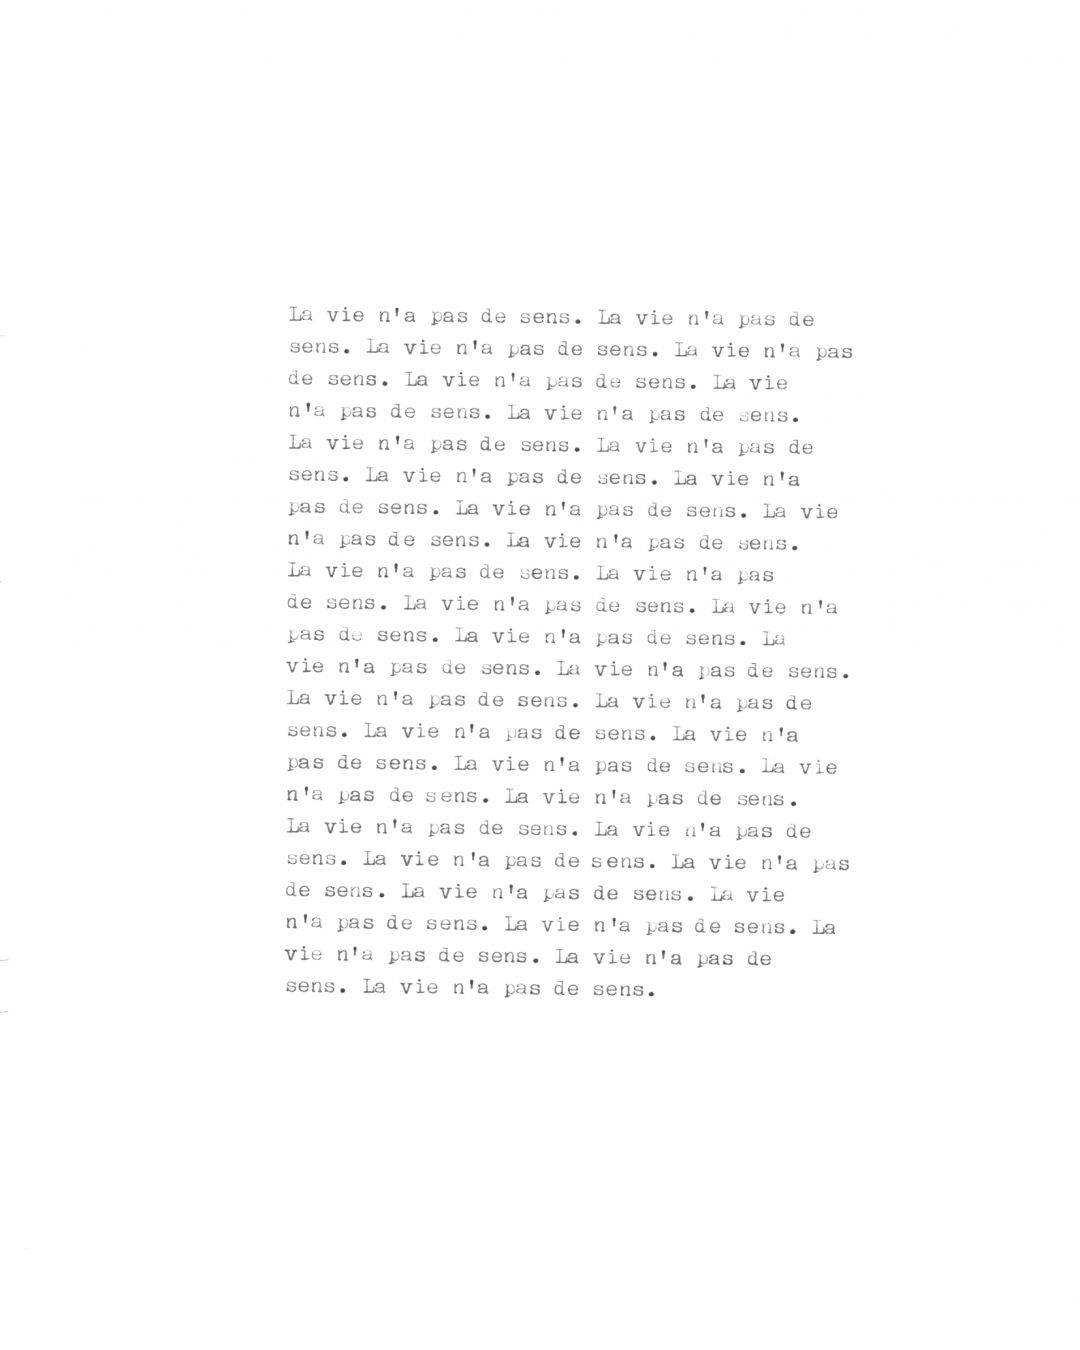 La vie n'a pas de sens. La vie n'a pas de
sens. La vie n'a pas de sens. La vie n'a pas
de sens. La vie n'a pas de sens. La vie
n'a pas de sens. La vie n'a pas de sens.
La vie n'a pas de sens. La vie n'a pas de
sens. La vie n'a pas de sens. La vie n'a
pas de sens. La vie n'a pas de sens. La vie
n'a pas de sens. La vie n'a pas de sens.
La vie n'a pas de sens. La vie n'a pas
de sens. La vie n'a pas de sens. La vie n'a
pas de sens. La vie n'a pas de sens. La
vie n'a pas de sens. La vie n'a pas de sens.
La vie n'a pas de sens. La vie n'a pas de
sens. La vie n'a pas de sens. La vie n'a
pas de sens. La vie n'a pas de sens. La vie
n'a pas de sens. La vie n'a pas de sens.
La vie n'a pas de sens. La vie n'a pas de
sens. La vie n'a pas de sens. La vie n'a pas
de sens. La vie n'a pas de sens. La vie
n'a pas de sens. La vie n'a pas de sens. La
vie n'a pas de sens. La vie n'a pas de
sens. La vie n'a pas de sens.